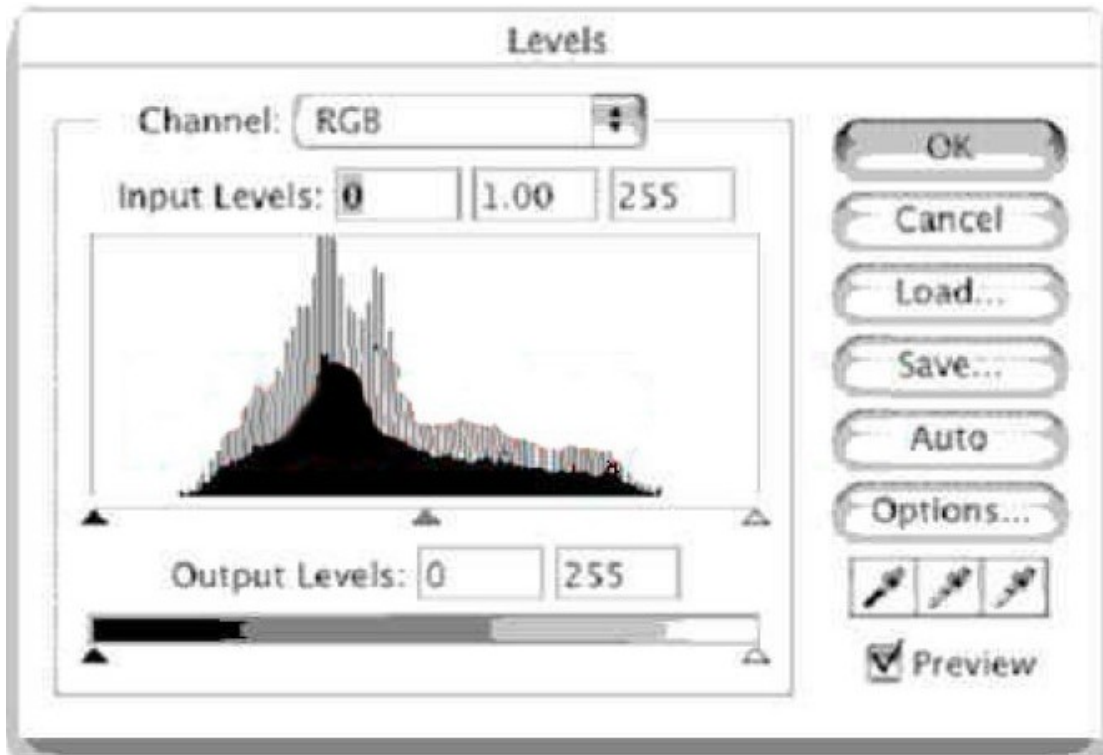 Levels
Channel: RGB
Input Levels: 0 1.00 255
Output Levels: 0 255
OK
Cancel
Load...
Save...
Auto
Options...
Preview